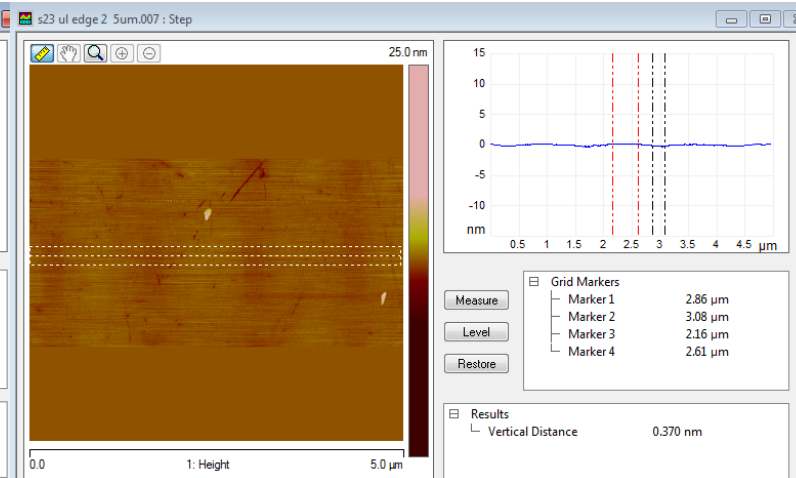 s23 ul edge 2 5um.007 : Step
25.0 nm
0.0
1: Height
5.0 µm
15
10
5
0
-5
-10
nm
0.5 1 1.5 2 2.5 3 3.5 4 4.5 µm
Measure
Level
Restore
Grid Markers
Marker 1 2.86 µm
Marker 2 3.08 µm
Marker 3 2.16 µm
Marker 4 2.61 µm
Results
Vertical Distance 0.370 nm